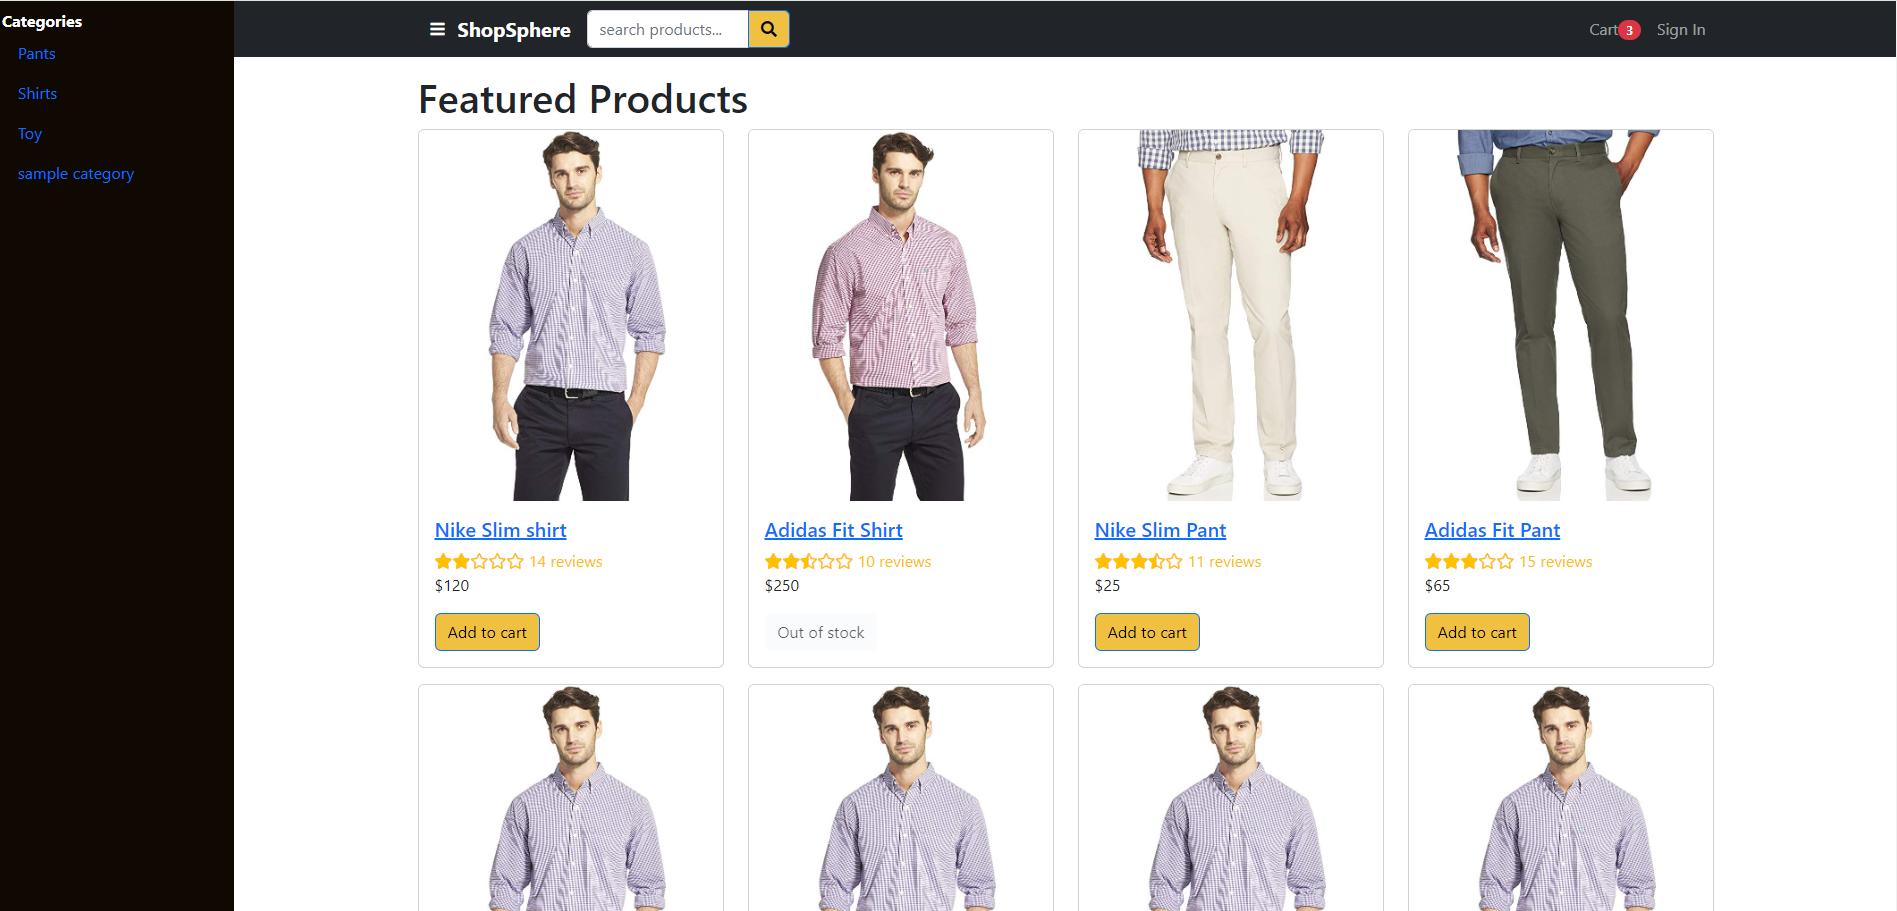 Categories
Pants
Shirts
Toy
sample category
ShopSphere
search products...
Cart 3
Sign In
Featured Products
Nike Slim shirt
14 reviews
$120
Add to cart
Adidas Fit Shirt
10 reviews
$250
Out of stock
Nike Slim Pant
11 reviews
$25
Add to cart
Adidas Fit Pant
15 reviews
$65
Add to cart